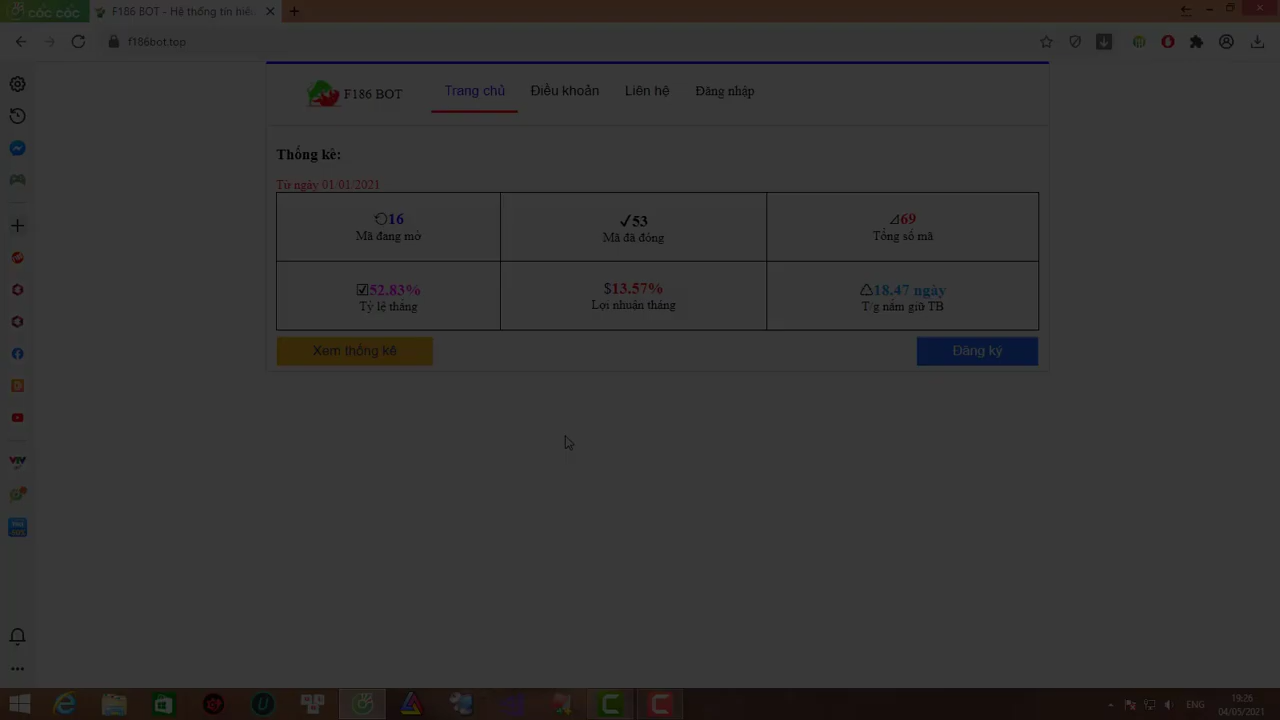 cốc cốc
F186 BOT - Hệ thống tín hiệ
f186bot.top
F186 BOT
Trang chủ
Điều khoản
Liên hệ
Đăng nhập
Thống kê:
Từ ngày 01/01/2021
16
Mã đang mở
53
Mã đã đóng
69
Tổng số mã
52.83%
Tỷ lệ thắng
$13.57%
Lợi nhuận tháng
18.47 ngày
T/g nắm giữ TB
Xem thống kê
Đăng ký
ENG
19:26
04/05/2021